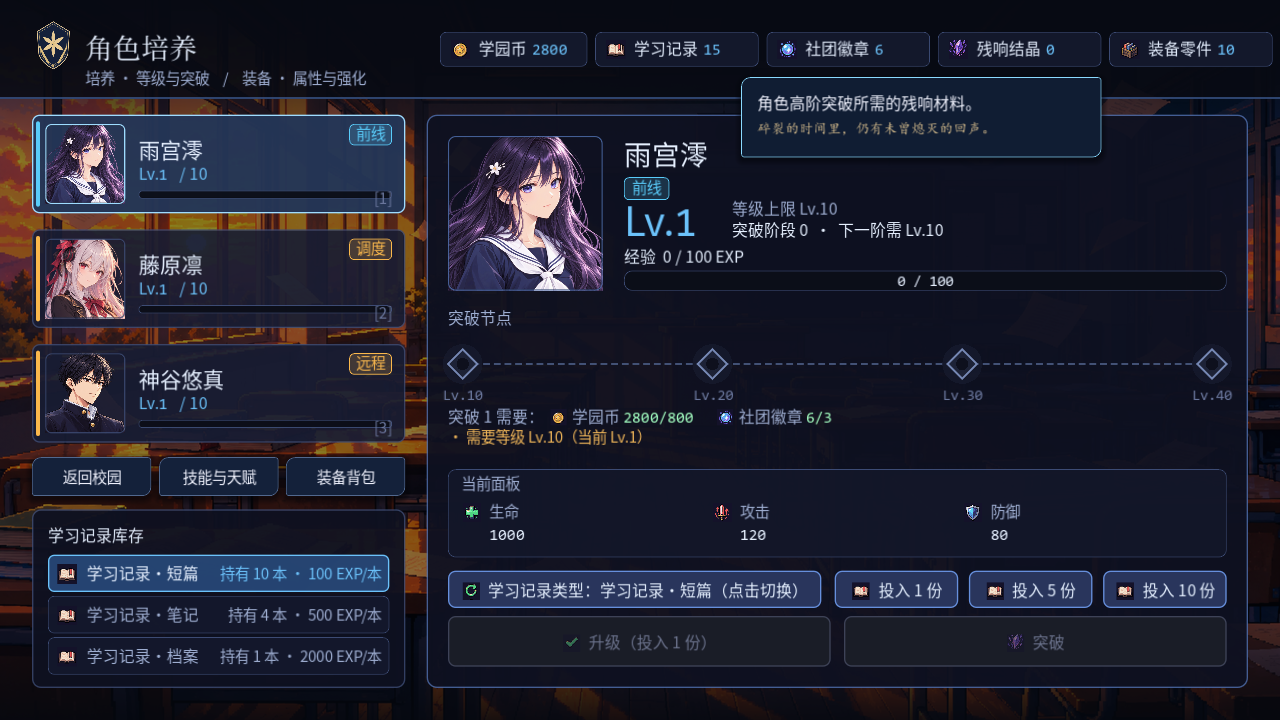 角色培养
培养 · 等级与突破 / 装备 · 属性与强化
学园币 2800
学习记录 15
社团徽章 6
残响结晶 0
装备零件 10
角色高阶突破所需的残响材料。
碎裂的时间里，仍有未曾熄灭的回声。
雨宫澪
前线
Lv.1 / 10
[1]
藤原凛
调度
Lv.1 / 10
[2]
神谷悠真
远程
Lv.1 / 10
[3]
返回校园
技能与天赋
装备背包
学习记录库存
学习记录·短篇 持有 10 本 · 100 EXP/本
学习记录·笔记 持有 4 本 · 500 EXP/本
学习记录·档案 持有 1 本 · 2000 EXP/本
雨宫澪
前线
Lv.1
等级上限 Lv.10
突破阶段 0 · 下一阶需 Lv.10
经验 0 / 100 EXP
0 / 100
突破节点
Lv.10
Lv.20
Lv.30
Lv.40
突破 1 需要： 学园币 2800/800 社团徽章 6/3
· 需要等级 Lv.10（当前 Lv.1）
当前面板
生命
1000
攻击
120
防御
80
学习记录类型：学习记录·短篇（点击切换）
投入 1 份
投入 5 份
投入 10 份
升级（投入 1 份）
突破